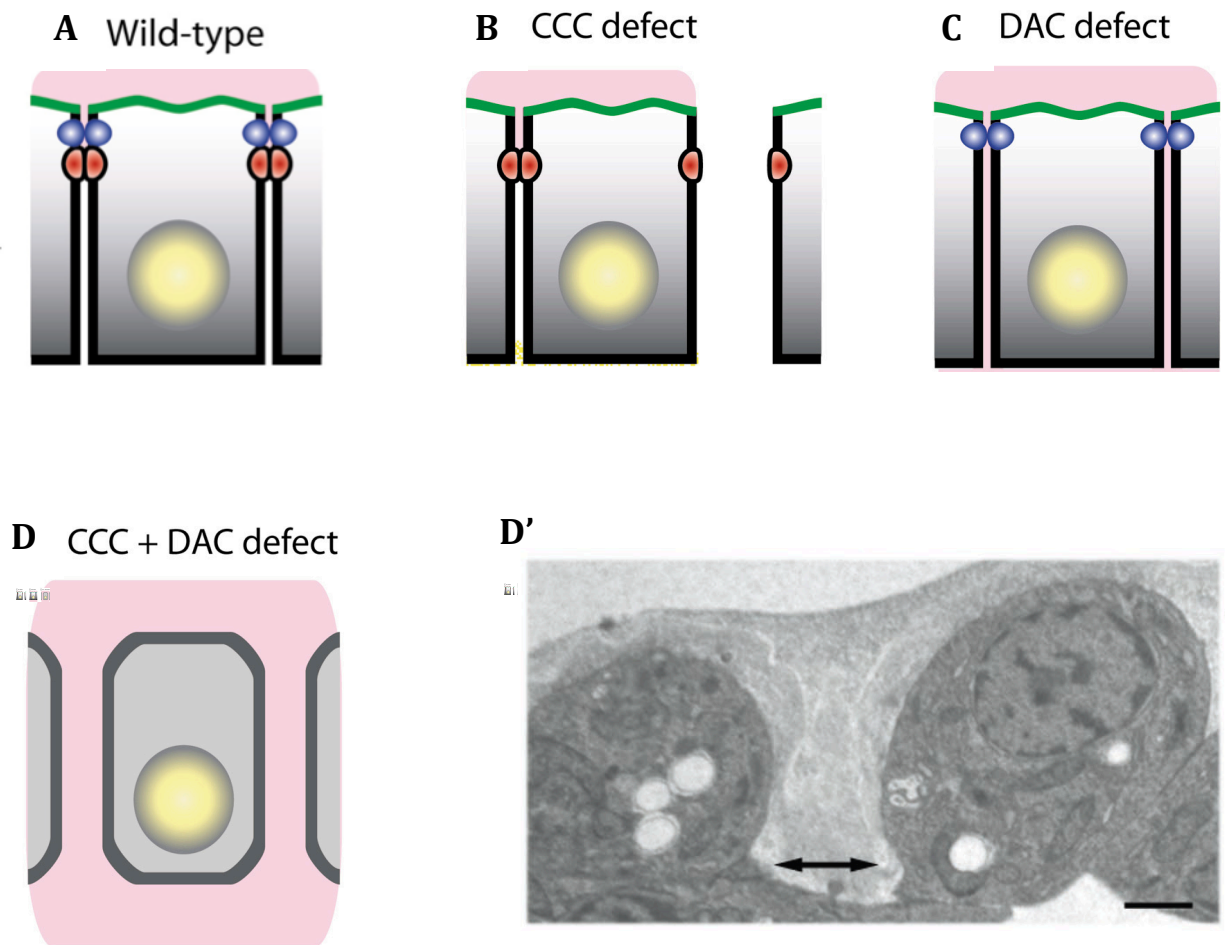 A Wild-type
B CCC defect
C DAC defect
D CCC + DAC defect
D’